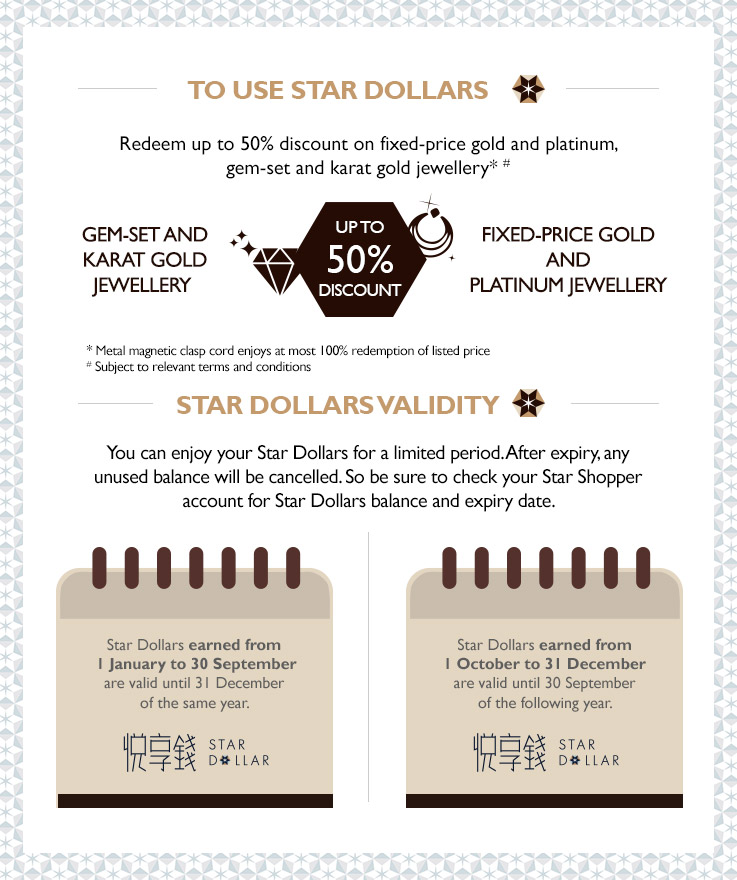 TO USE STAR DOLLARS
Redeem up to 50% discount on fixed-price gold and platinum,
gem-set and karat gold jewellery* #
GEM-SET AND
KARAT GOLD
JEWELLERY
UP TO
50%
DISCOUNT
FIXED-PRICE GOLD
AND
PLATINUM JEWELLERY
* Metal magnetic clasp cord enjoys at most 100% redemption of listed price
# Subject to relevant terms and conditions
STAR DOLLARS VALIDITY
You can enjoy your Star Dollars for a limited period. After expiry, any
unused balance will be cancelled. So be sure to check your Star Shopper
account for Star Dollars balance and expiry date.
Star Dollars earned from
1 January to 30 September
are valid until 31 December
of the same year.
悅享錢 STAR
DOLLAR
Star Dollars earned from
1 October to 31 December
are valid until 30 September
of the following year.
悅享錢 STAR
DOLLAR